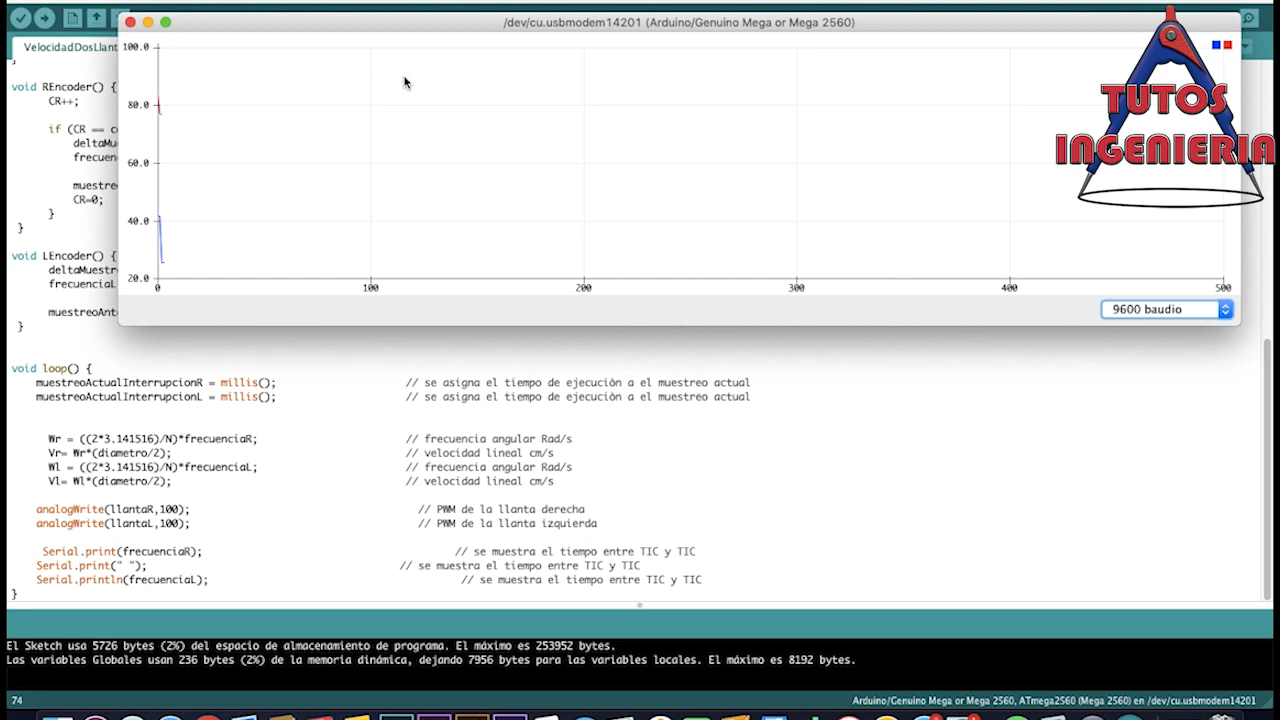 /dev/cu.usbmodem14201 (Arduino/Genuino Mega or Mega 2560)
VelocidadDosLlant
100.0
80.0
60.0
40.0
20.0
0 100 200 300 400 500
9600 baudio
TUTOS
INGENIERIA
}
void REncoder() {
CR++;
if (CR == c
deltaMue
frecuenc
muestre
CR=0;
}
}
void LEncoder() {
deltaMuestr
frecuenciaL
muestreoAnt
}
void loop() {
muestreoActualInterrupcionR = millis(); // se asigna el tiempo de ejecuciòn a el muestreo actual
muestreoActualInterrupcionL = millis(); // se asigna el tiempo de ejecuciòn a el muestreo actual
Wr = ((2*3.141516)/N)*frecuenciaR; // frecuencia angular Rad/s
Vr= Wr*(diametro/2); // velocidad lineal cm/s
Wl = ((2*3.141516)/N)*frecuenciaL; // frecuencia angular Rad/s
Vl= Wl*(diametro/2); // velocidad lineal cm/s
analogWrite(llantaR,100); // PWM de la llanta derecha
analogWrite(llantaL,100); // PWM de la llanta izquierda
Serial.print(frecuenciaR); // se muestra el tiempo entre TIC y TIC
Serial.print(" "); // se muestra el tiempo entre TIC y TIC
Serial.println(frecuenciaL); // se muestra el tiempo entre TIC y TIC
}
El Sketch usa 5726 bytes (2%) del espacio de almacenamiento de programa. El máximo es 253952 bytes.
Las variables Globales usan 236 bytes (2%) de la memoria dinámica, dejando 7956 bytes para las variables locales. El máximo es 8192 bytes.
74 Arduino/Genuino Mega or Mega 2560, ATmega2560 (Mega 2560) en /dev/cu.usbmodem14201